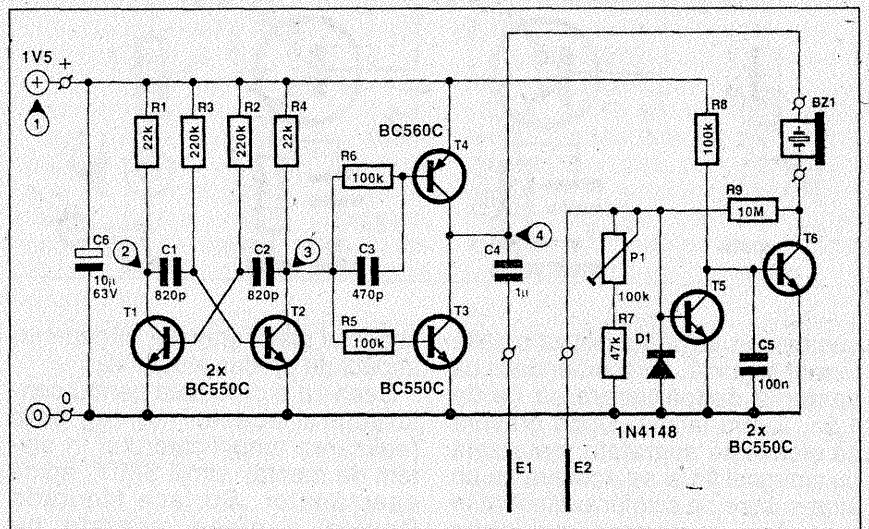 1V5
+
+
1
R1
22k
R3
220k
R2
220k
R4
22k
BC560C
T4
R6
100k
R8
100k
BZ1
R9
10M
C6
10µ
63V
2
C1
820p
C2
820p
3
C3
470p
C4
1µ
4
P1
100k
T6
T1
T2
T3
T5
2x
BC550C
R5
100k
BC550C
R7
47k
D1
C5
100n
0
0
1N4148
2x
BC550C
E1
E2